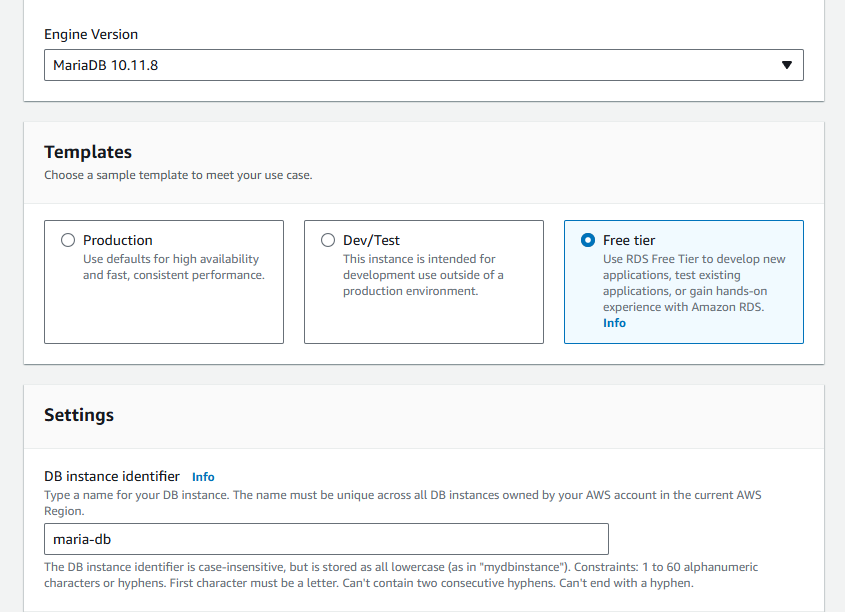 Engine Version
MariaDB 10.11.8
Templates
Choose a sample template to meet your use case.
Production
Use defaults for high availability
and fast, consistent performance.
Dev/Test
This instance is intended for
development use outside of a
production environment.
Free tier
Use RDS Free Tier to develop new
applications, test existing
applications, or gain hands-on
experience with Amazon RDS.
Info
Settings
DB instance identifier Info
Type a name for your DB instance. The name must be unique across all DB instances owned by your AWS account in the current AWS
Region.
maria-db
The DB instance identifier is case-insensitive, but is stored as all lowercase (as in "mydbinstance"). Constraints: 1 to 60 alphanumeric
characters or hyphens. First character must be a letter. Can't contain two consecutive hyphens. Can't end with a hyphen.